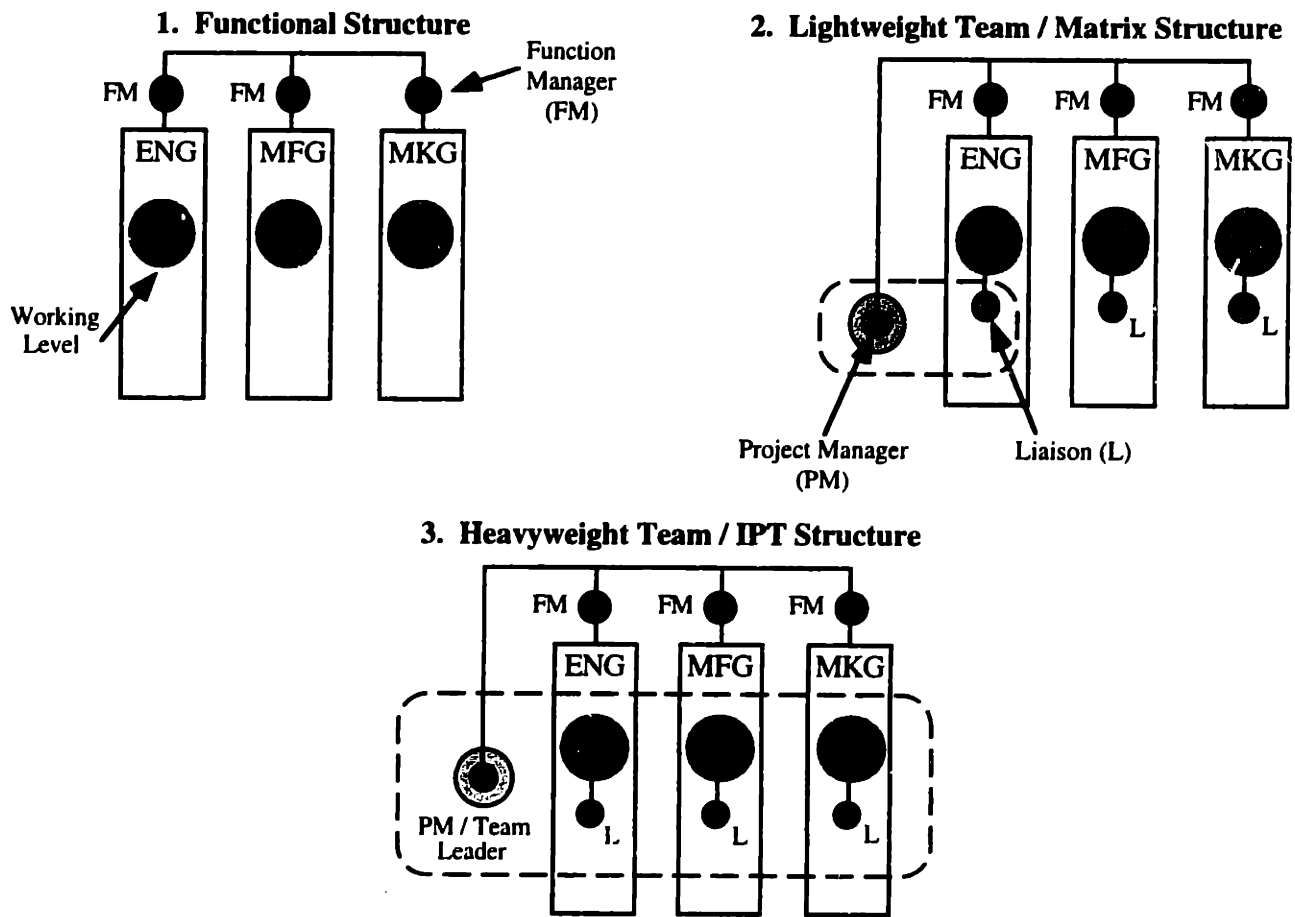 1. Functional Structure
Function
Manager
(FM)
FM
FM
ENG
MFG
MKG
Working
Level
2. Lightweight Team / Matrix Structure
FM
FM
FM
ENG
MFG
MKG
L
L
Project Manager
(PM)
Liaison (L)
3. Heavyweight Team / IPT Structure
FM
FM
FM
ENG
MFG
MKG
PM / Team
Leader
L
L
L